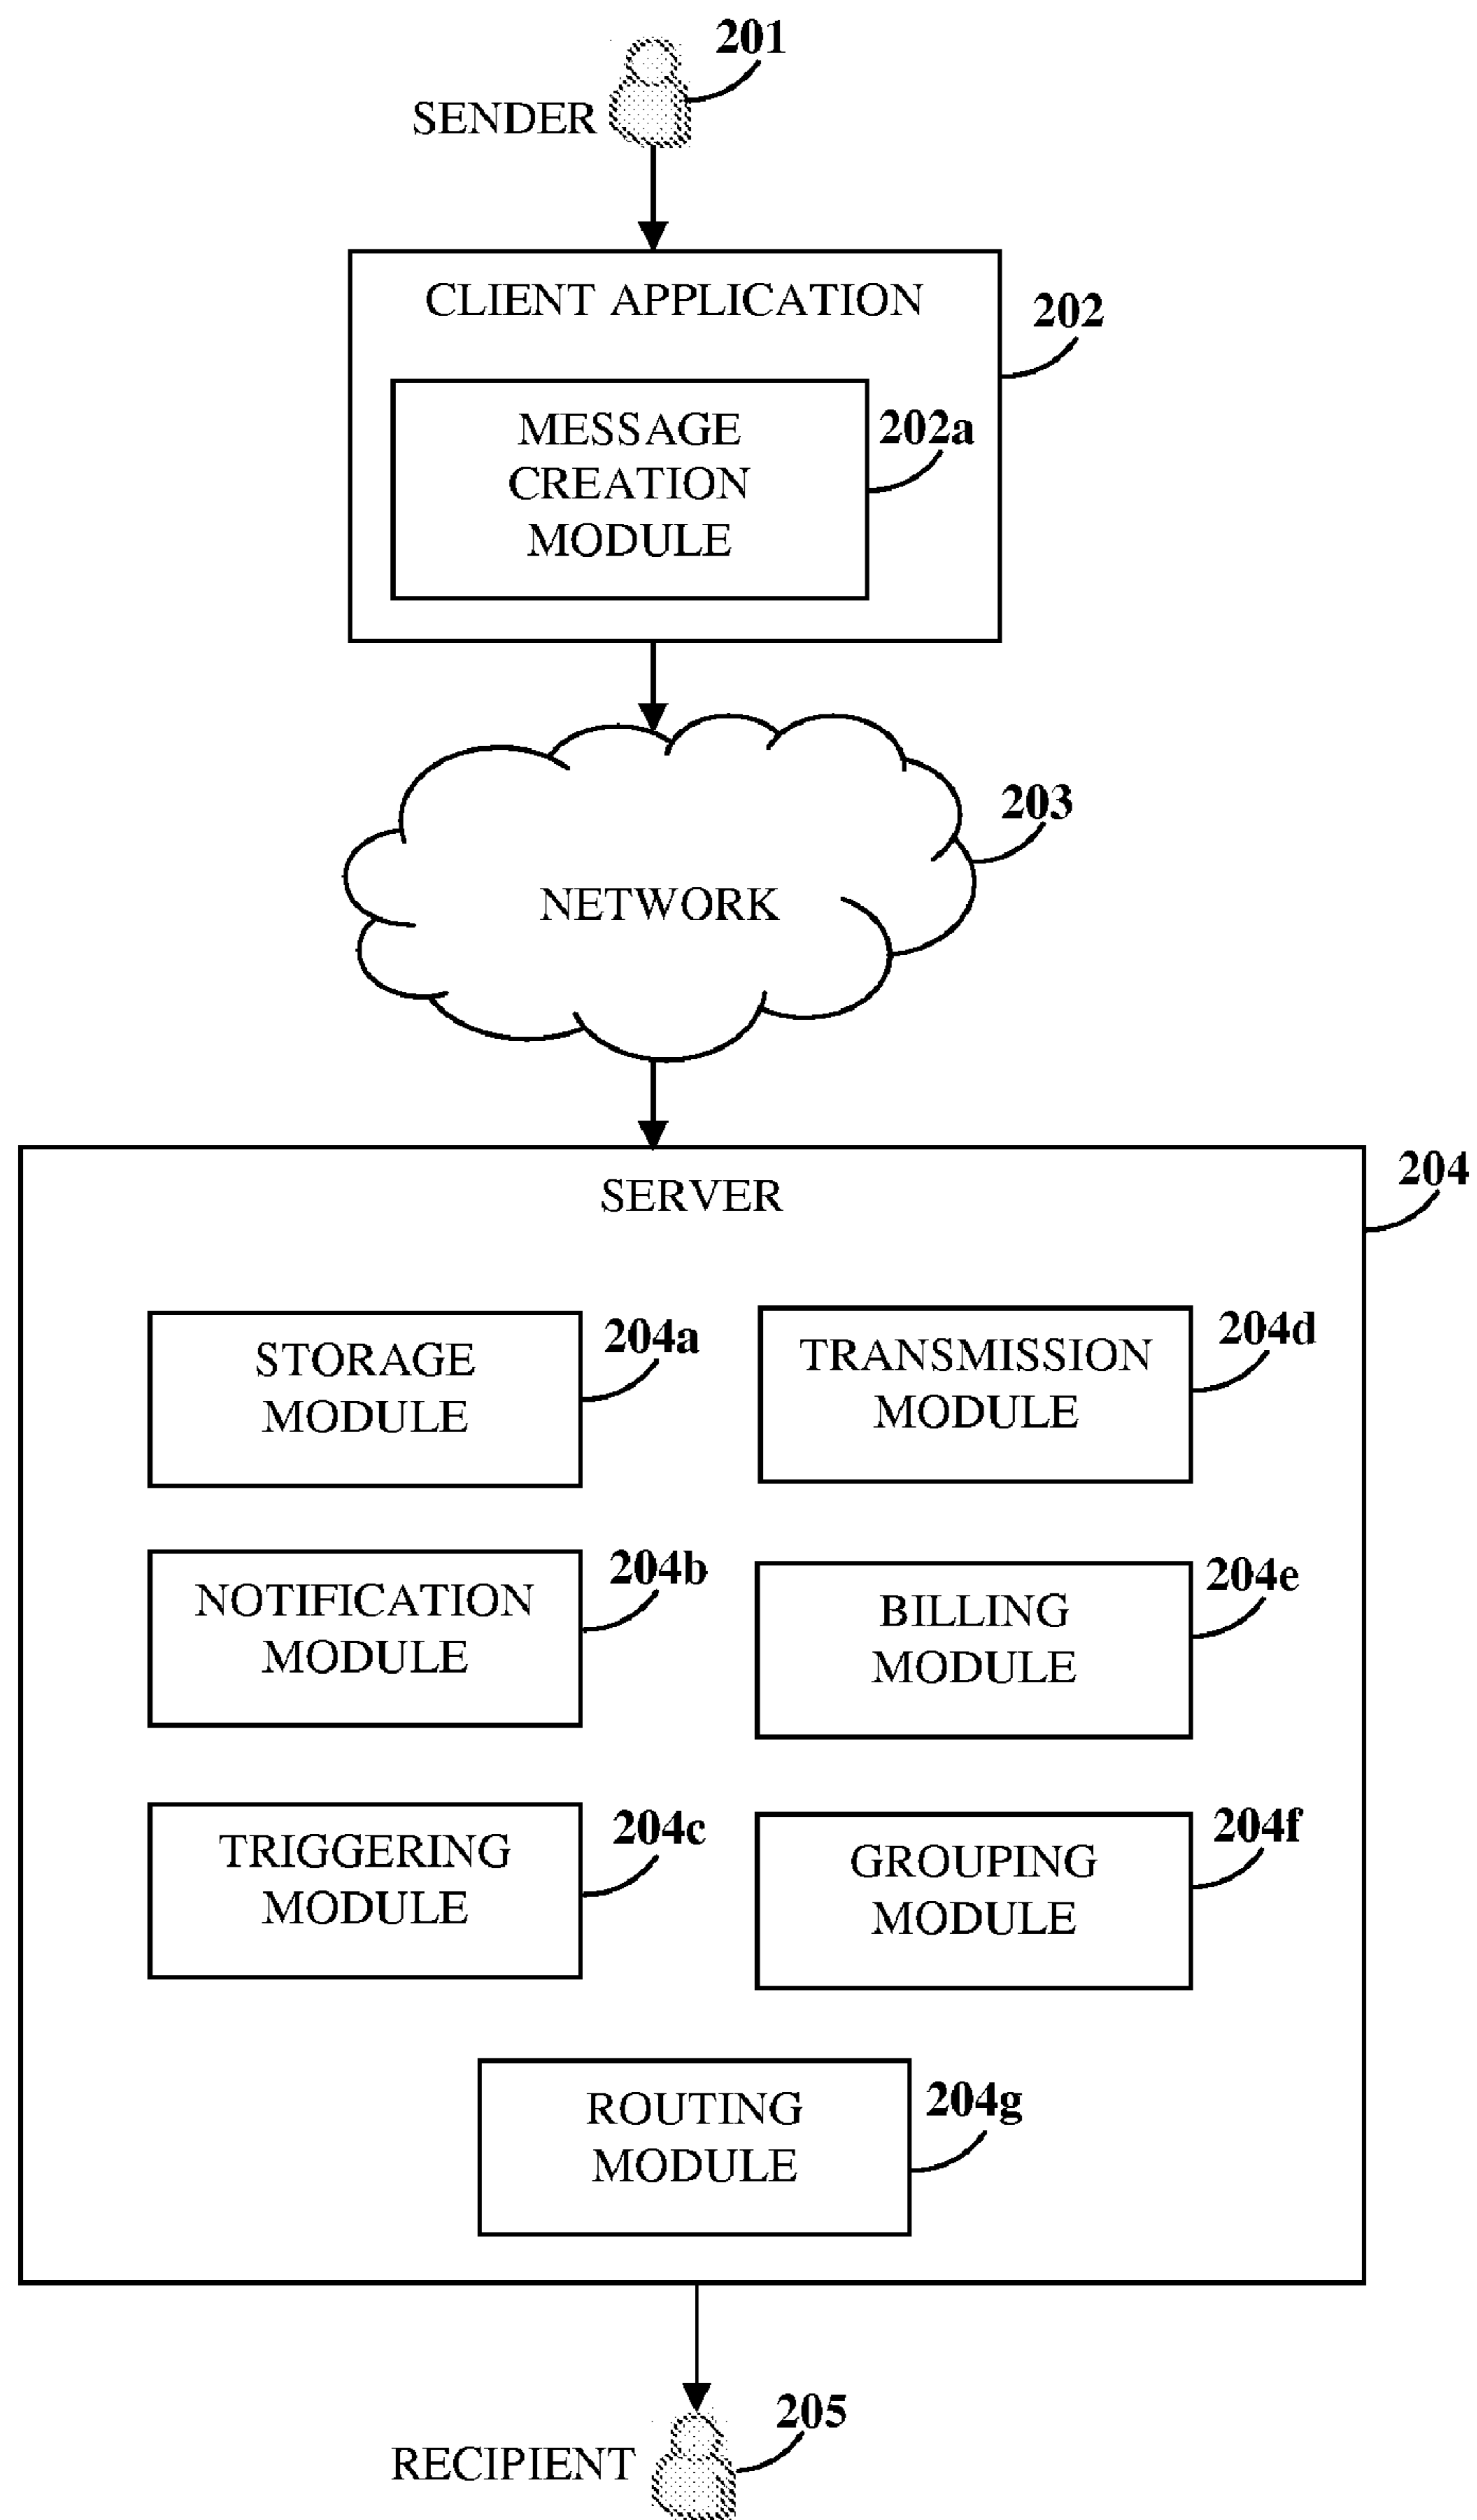 201
SENDER
CLIENT APPLICATION
202
MESSAGE
CREATION
MODULE
202a
203
NETWORK
204
SERVER
STORAGE
MODULE
204a
TRANSMISSION
MODULE
204d
NOTIFICATION
MODULE
204b
BILLING
MODULE
204e
TRIGGERING
MODULE
204c
GROUPING
MODULE
204f
ROUTING
MODULE
204g
205
RECIPIENT